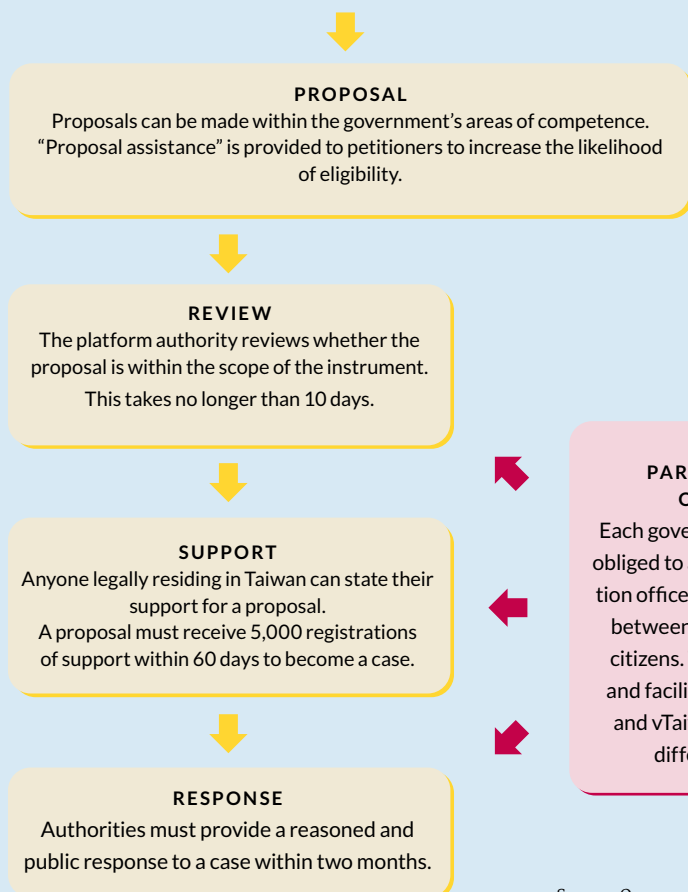 PROPOSAL
Proposals can be made within the government’s areas of competence.
“Proposal assistance” is provided to petitioners to increase the likelihood
of eligibility.
REVIEW
The platform authority reviews whether the
proposal is within the scope of the instrument.
This takes no longer than 10 days.
SUPPORT
Anyone legally residing in Taiwan can state their
support for a proposal.
A proposal must receive 5,000 registrations
of support within 60 days to become a case.
RESPONSE
Authorities must provide a reasoned and
public response to a case within two months.
PAR
Each gove
obliged to
tion office
between
citizens.
and facili
and vTai
diff